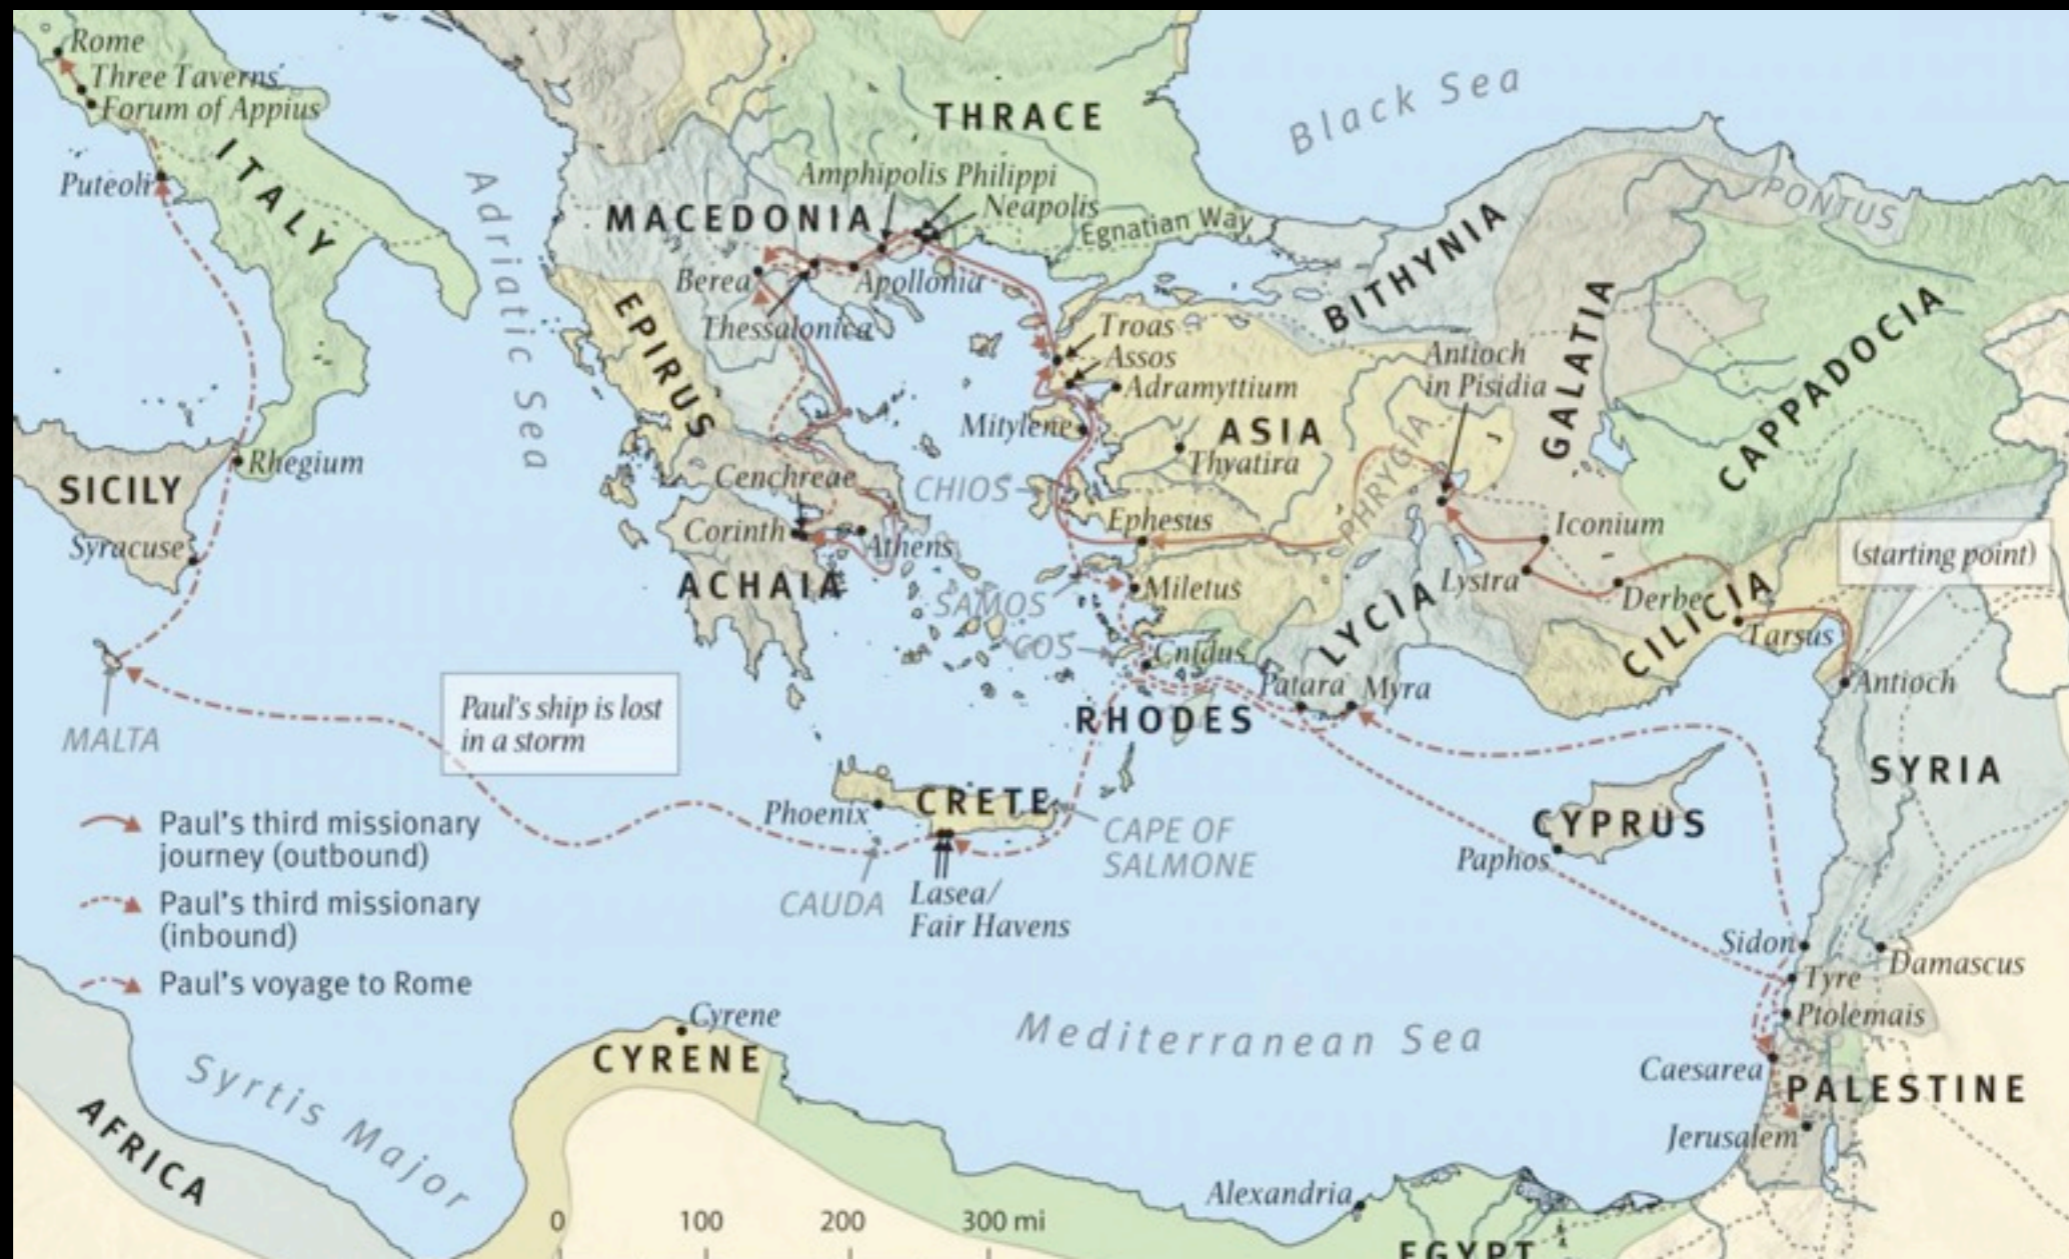 Rome
Three Taverns
Forum of Appius
ITALY
Puteoli
Adriatic Sea
THRACE
Black Sea
Amphipolis Philippi
Neapolis
MACEDONIA
Egnatian Way
PONTUS
BITHYNIA
Berea
Apollonia
Thessalonica
EPIRUS
Troas
Assos
Adramyttium
Antioch
in Pisidia
GALATIA
CAPPADOCIA
Mitylene
ASIA
Thyatira
PHRYGIA
SICILY
Rhegium
Cenchreae
CHIOS
Syracuse
Corinth
Athens
Ephesus
Iconium
(starting point)
ACHAIA
SAMOS
Miletus
Lystra
Derbe
CILICIA
Tarsus
COS
Cnidus
LYCIA
Patara
Myra
Antioch
MALTA
Paul's ship is lost
in a storm
RHODES
SYRIA
Phoenix
CRETE
CAPE OF
SALMONE
CYPRUS
Paphos
CAUDA
Lasea/
Fair Havens
Paul's third missionary
journey (outbound)
Paul's third missionary
(inbound)
Paul's voyage to Rome
Sidon
Damascus
Tyre
Ptolemais
Cyrene
CYRENE
Mediterranean Sea
Caesarea
PALESTINE
Syrtis Major
Jerusalem
AFRICA
Alexandria
0 100 200 300 mi
EGYPT